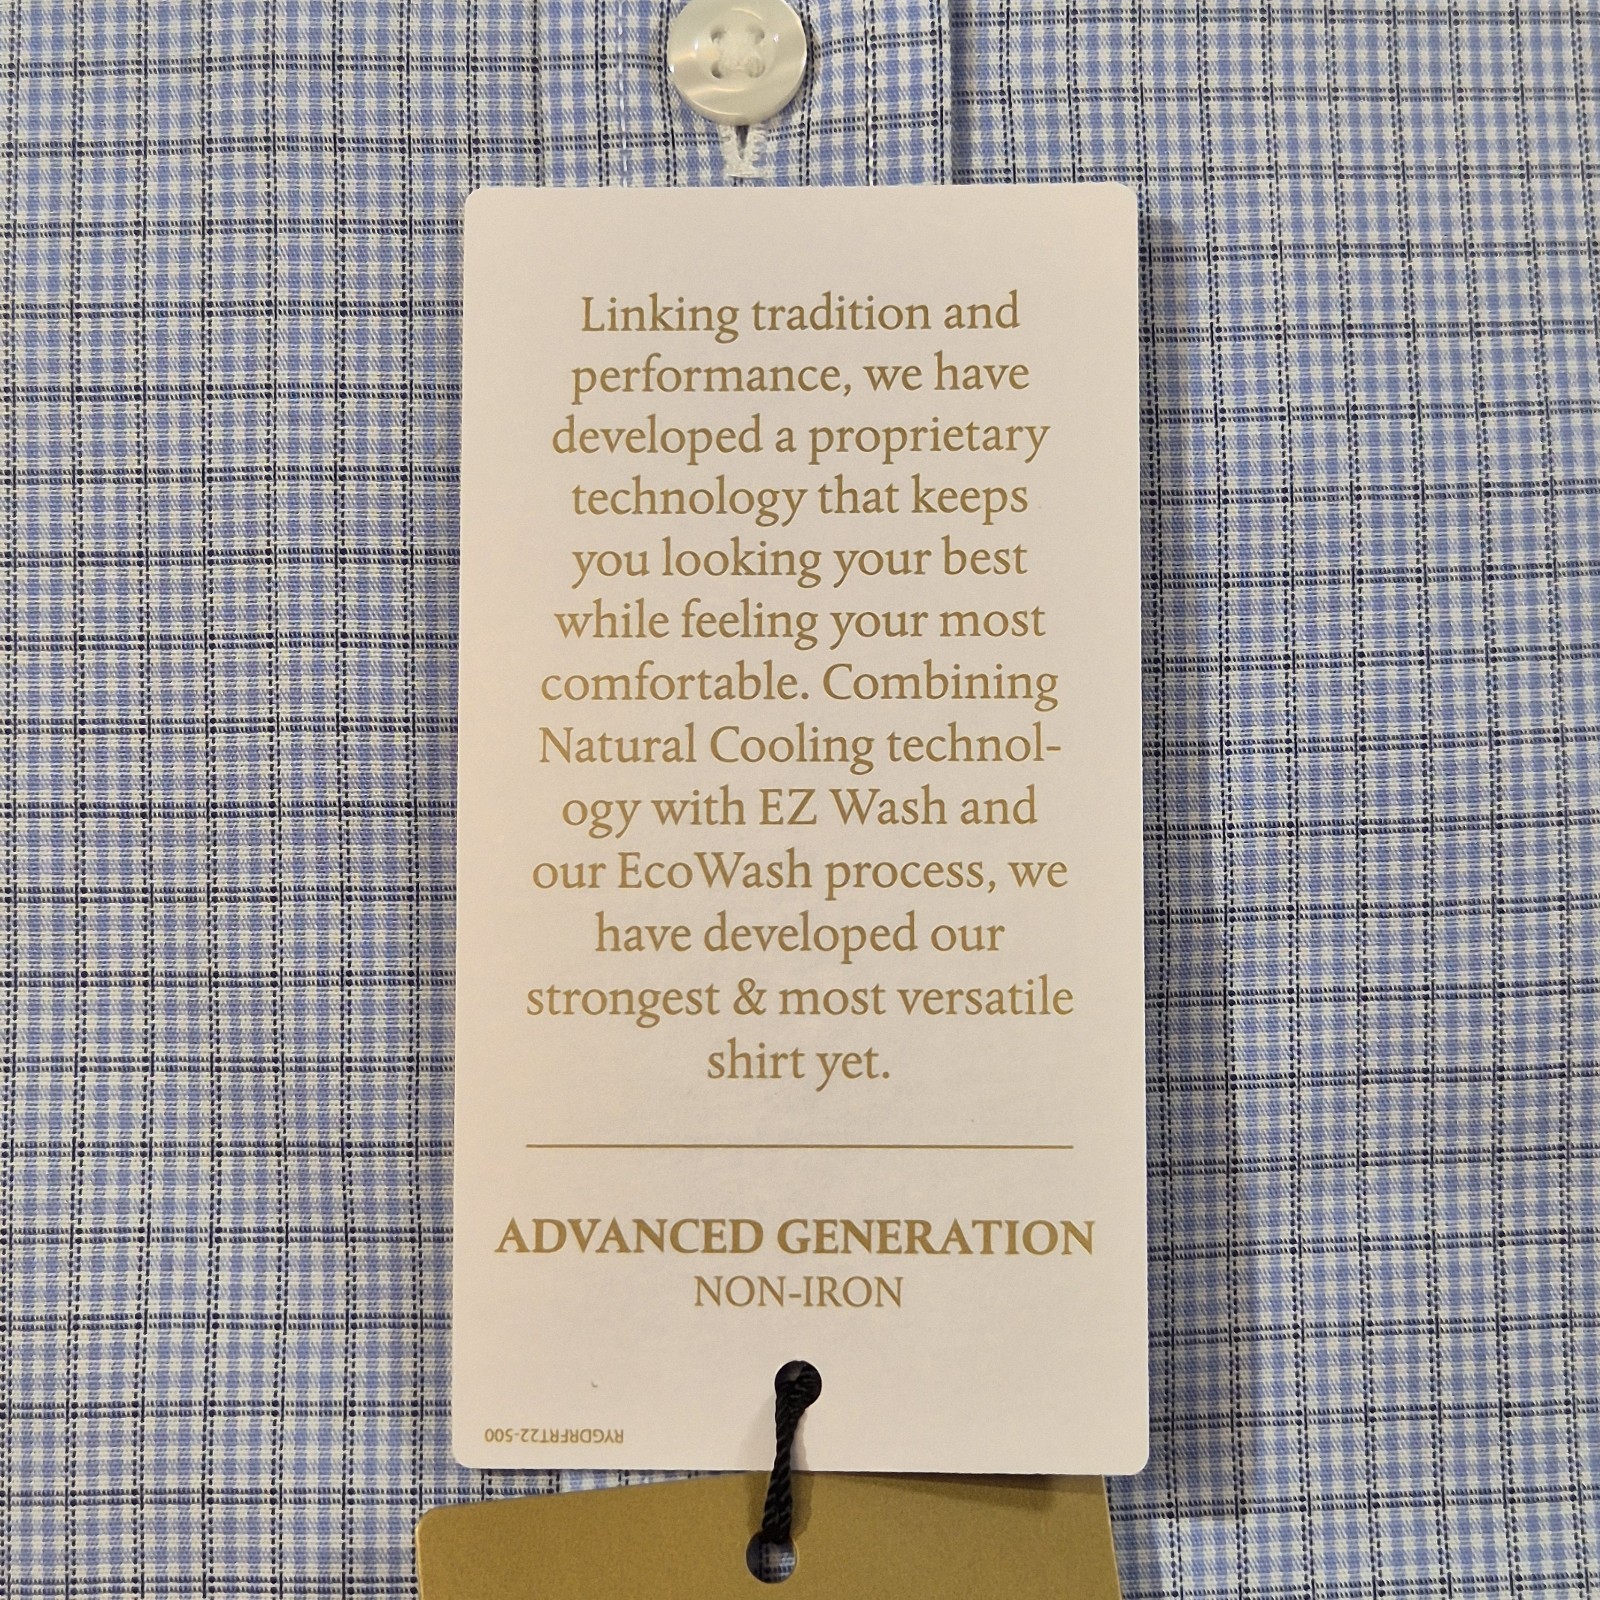 Linking tradition and
performance, we have
developed a proprietary
technology that keeps
you looking your best
while feeling your most
comfortable. Combining
Natural Cooling technol-
ogy with EZ Wash and
our EcoWash process, we
have developed our
strongest & most versatile
shirt yet.
ADVANCED GENERATION
NON-IRON
RYGDRFRT22-500